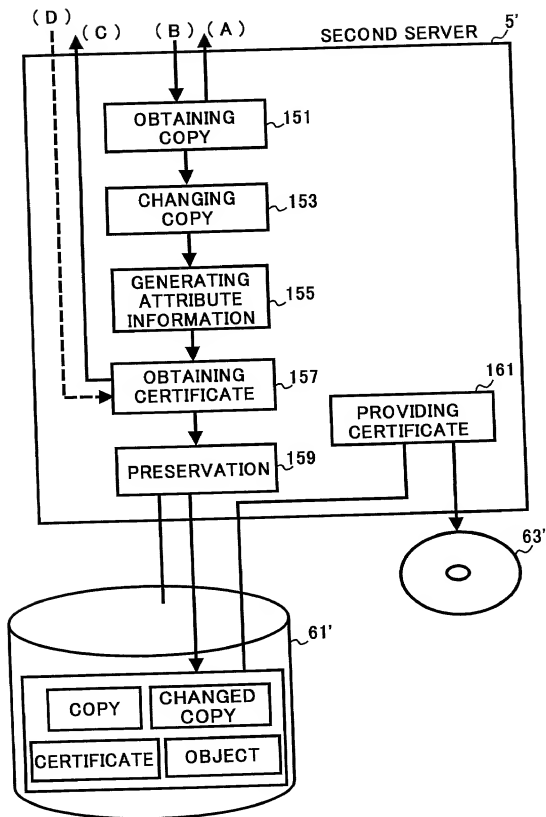 (D)
(C)
(B)
(A)
SECOND SERVER
5'
OBTAINING
COPY
151
CHANGING
COPY
153
GENERATING
ATTRIBUTE
INFORMATION
155
OBTAINING
CERTIFICATE
157
161
PROVIDING
CERTIFICATE
PRESERVATION
159
63'
61'
COPY
CHANGED
COPY
CERTIFICATE
OBJECT